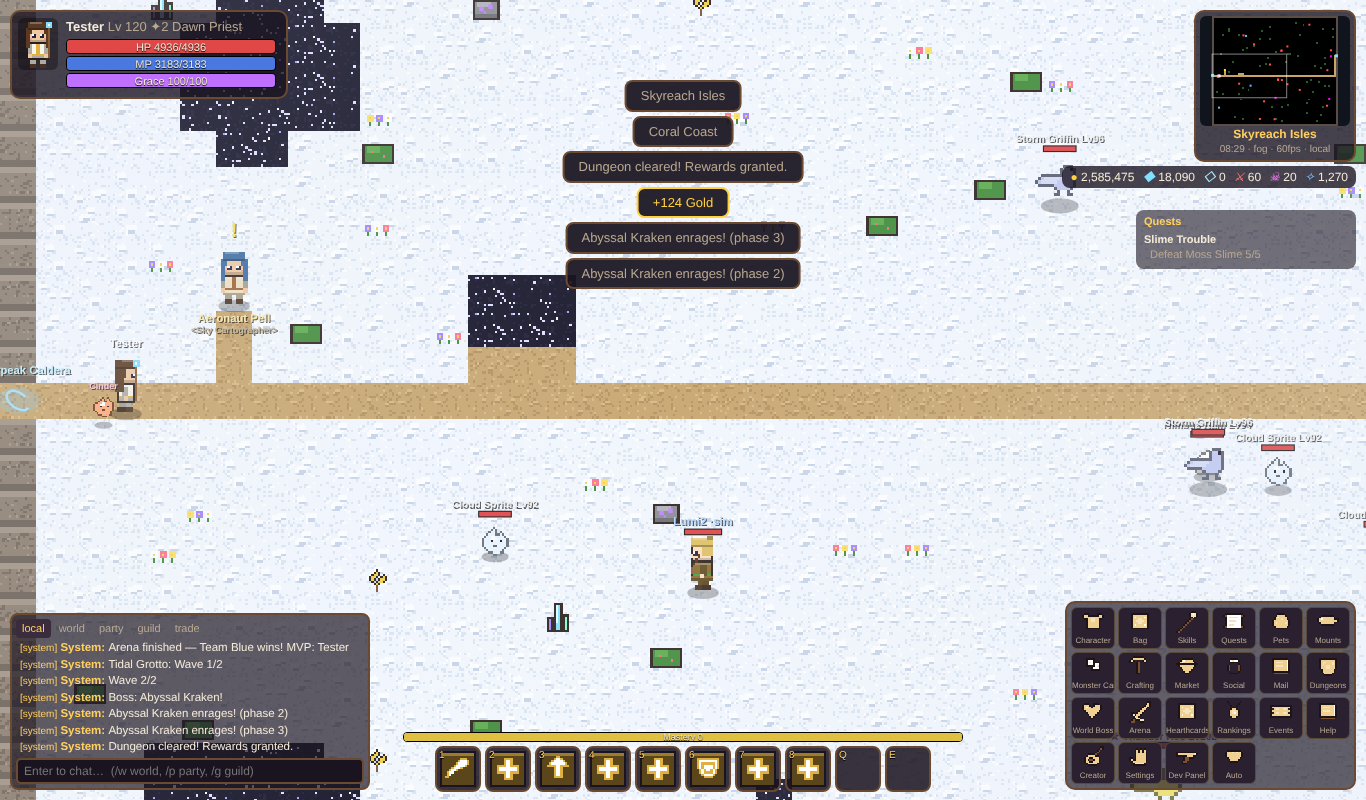 Tester Lv 120 ✦2 Dawn Priest
HP 4936/4936
MP 3183/3183
Grace 100/100
Skyreach Isles
Coral Coast
Dungeon cleared! Rewards granted.
+124 Gold
Abyssal Kraken enrages! (phase 3)
Abyssal Kraken enrages! (phase 2)
Skyreach Isles
08:29 · fog · 60fps · local
2,585,475 18,090 0 60 20 1,270
Quests
Slime Trouble
Defeat Moss Slime 5/5
Storm Griffin Lv96
!
Aeronaut Pell
<Sky Cartographer>
Tester
peak Caldera
Cinder
Storm Griffin Lv96
Cloud Sprite Lv92
Cloud Sprite Lv92
Lumi2 ·sim
Cloud
local world party guild trade
[system] System: Arena finished — Team Blue wins! MVP: Tester
[system] System: Tidal Grotto: Wave 1/2
[system] System: Wave 2/2
[system] System: Boss: Abyssal Kraken!
[system] System: Abyssal Kraken enrages! (phase 2)
[system] System: Abyssal Kraken enrages! (phase 3)
[system] System: Dungeon cleared! Rewards granted.
Enter to chat… (/w world, /p party, /g guild)
Mastery 0
1 2 3 4 5 6 7 8 Q E
Character Bag Skills Quests Pets Mounts
Monster Ca Crafting Market Social Mail Dungeons
World Boss Arena Hearthcards Rankings Events Help
Creator Settings Dev Panel Auto